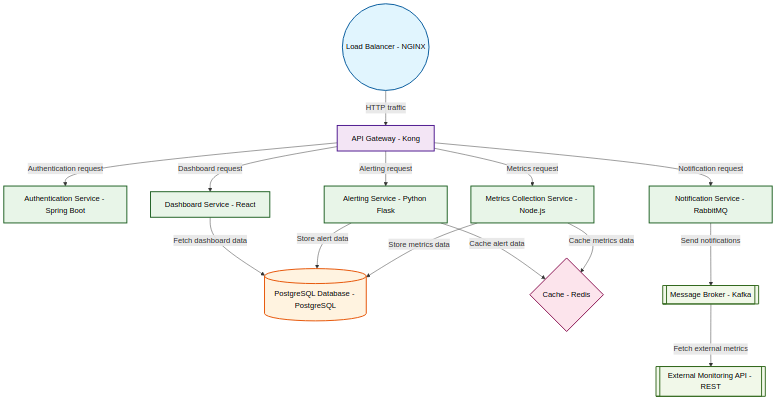 Load Balancer - NGINX
HTTP traffic
API Gateway - Kong
Authentication request
Dashboard request
Alerting request
Metrics request
Notification request
Authentication Service -
Spring Boot
Dashboard Service - React
Alerting Service - Python
Flask
Metrics Collection Service -
Node.js
Notification Service -
RabbitMQ
Fetch dashboard data
Store alert data
Store metrics data
Cache alert data
Cache metrics data
Send notifications
PostgreSQL Database -
PostgreSQL
Cache - Redis
Message Broker - Kafka
Fetch external metrics
External Monitoring API -
REST